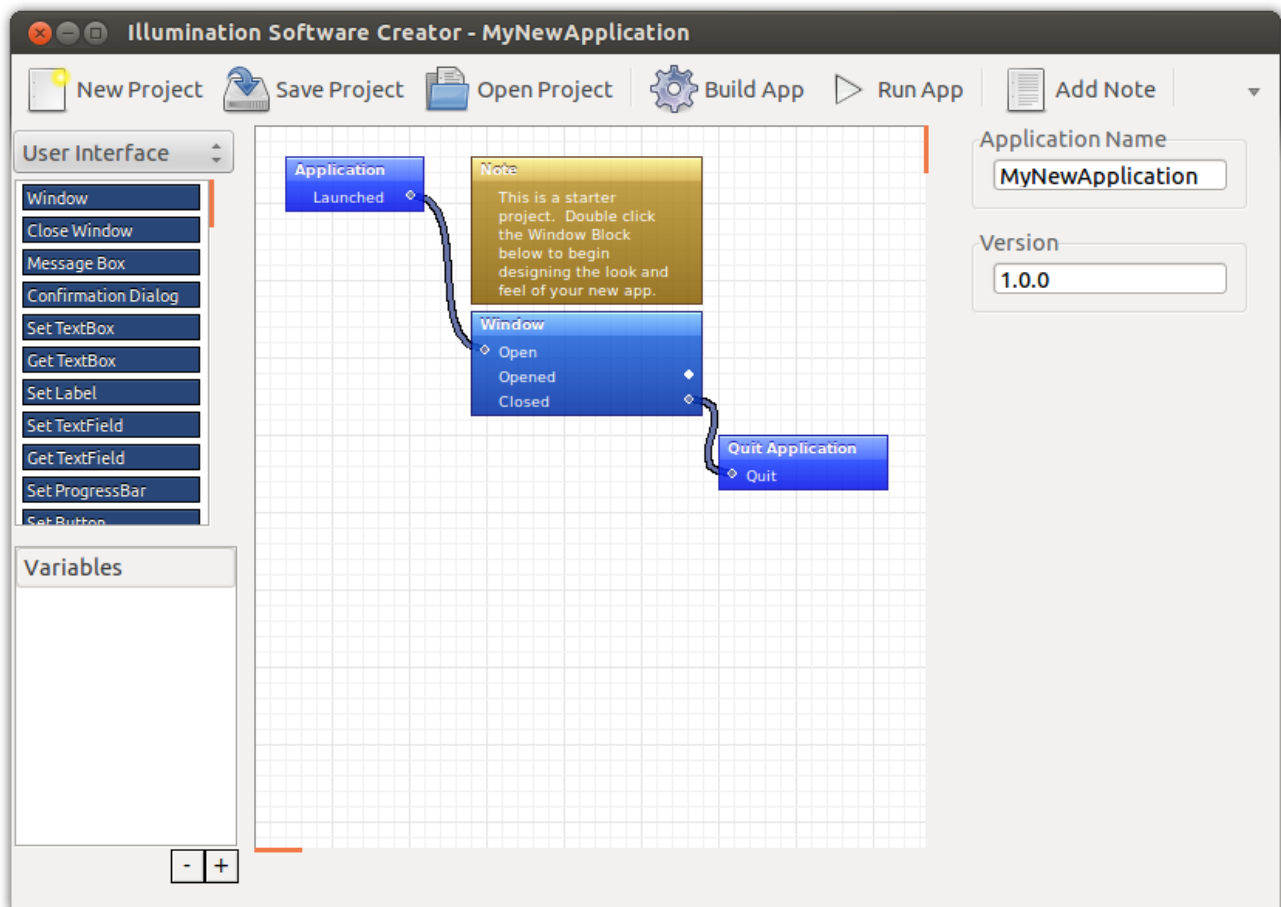 Illumination Software Creator - MyNewApplication
New Project
Save Project
Open Project
Build App
Run App
Add Note
User Interface
Window
Close Window
Message Box
Confirmation Dialog
Set TextBox
Get TextBox
Set Label
Set TextField
Get TextField
Set ProgressBar
Set Button
Variables
- +
Application
Launched
Note
This is a starter
project. Double click
the Window Block
below to begin
designing the look and
feel of your new app.
Window
Open
Opened
Closed
Quit Application
Quit
Application Name
MyNewApplication
Version
1.0.0